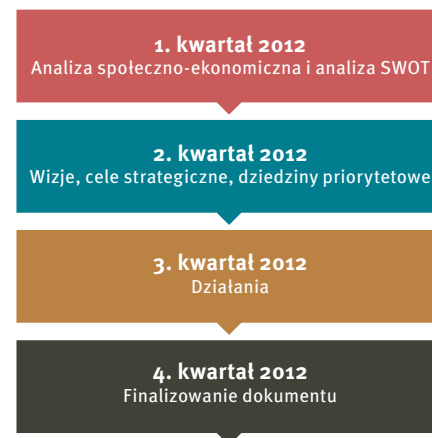 1. kwartał 2012
Analiza społeczno-ekonomiczna i analiza SWOT
2. kwartał 2012
Wizje, cele strategiczne, dziedziny priorytetowe
3. kwartał 2012
Działania
4. kwartał 2012
Finalizowanie dokumentu